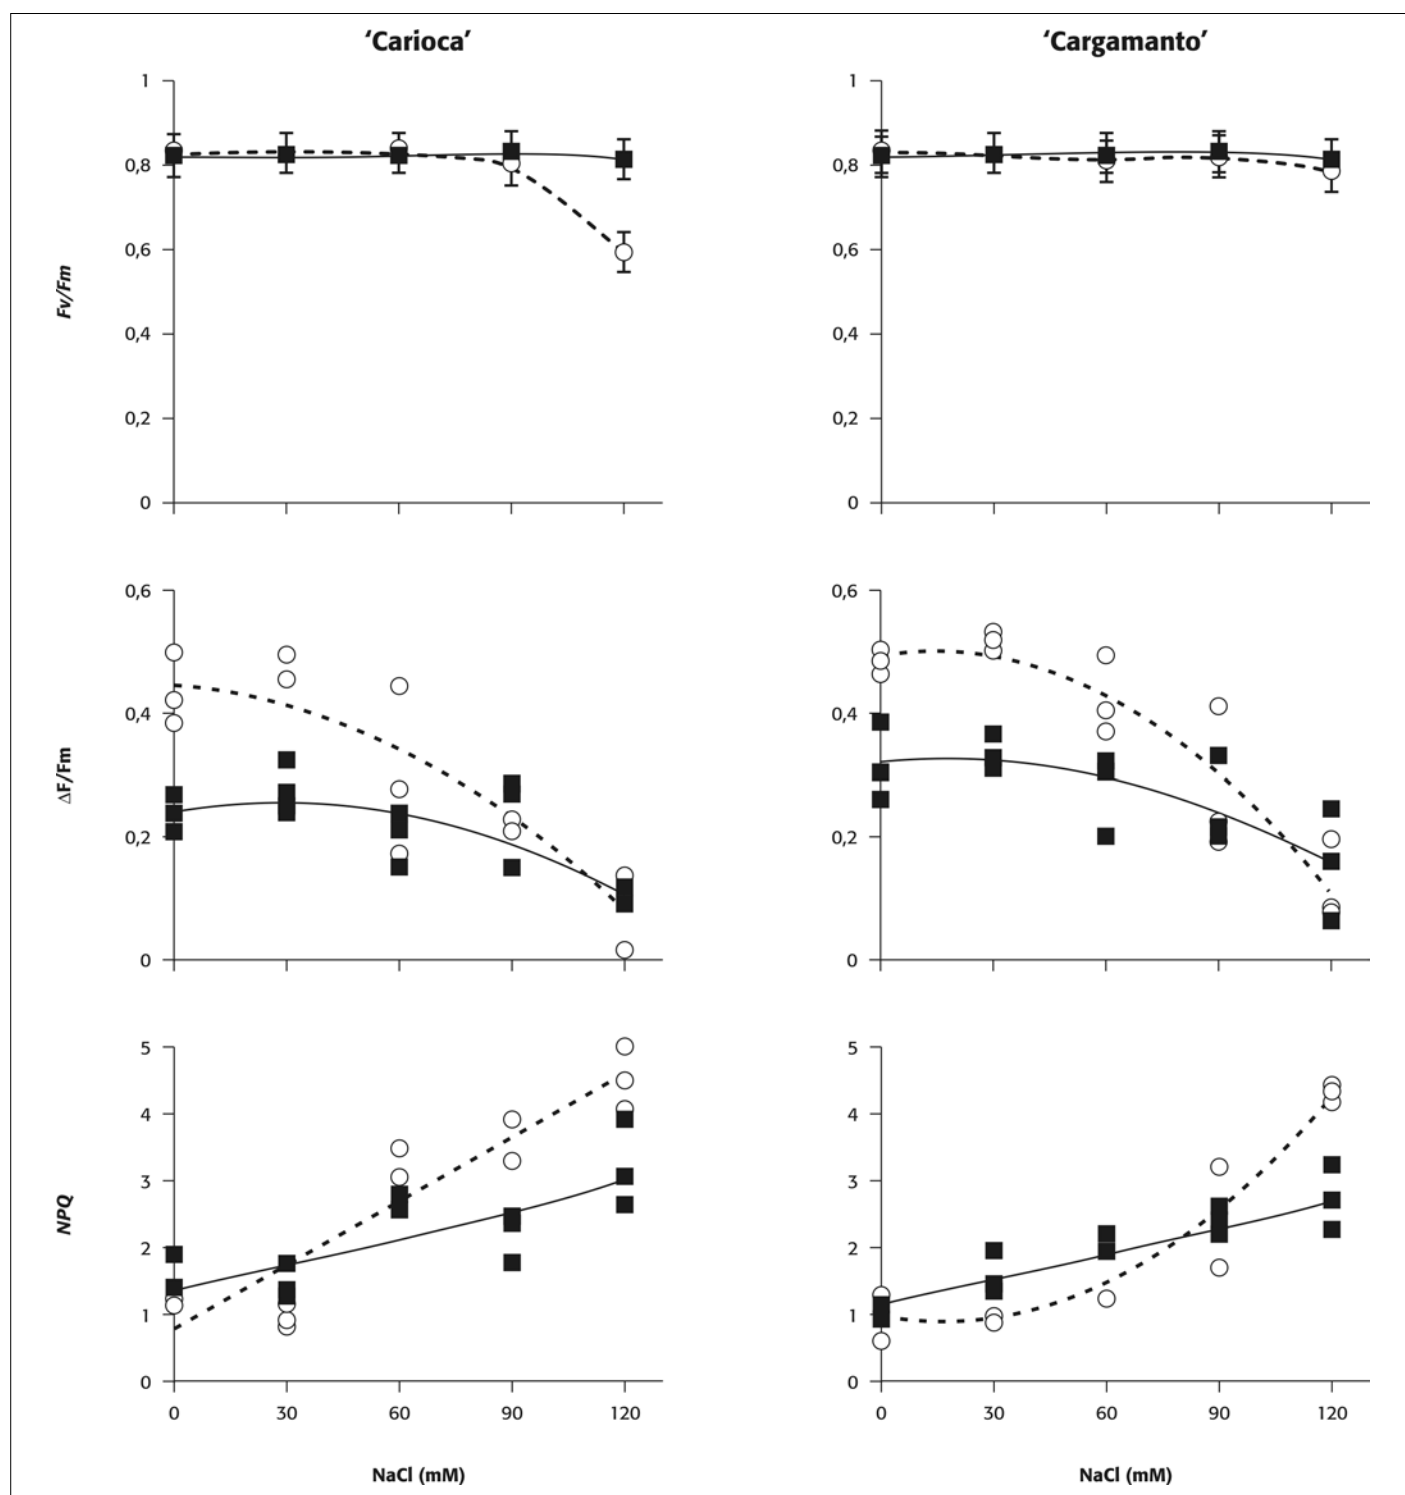 ‘Carioca’ ‘Cargamanto’
1 1
0,8 0,8
0,6 0,6
Fv/Fm
0,4 0,4
0,2 0,2
0 0
0,6 0,6
0,4 0,4
ΔF/Fm
0,2 0,2
0 0
5 5
4 4
3 3
NPQ
2 2
1 1
0 0
0 30 60 90 120 0 30 60 90 120
NaCl (mM) NaCl (mM)